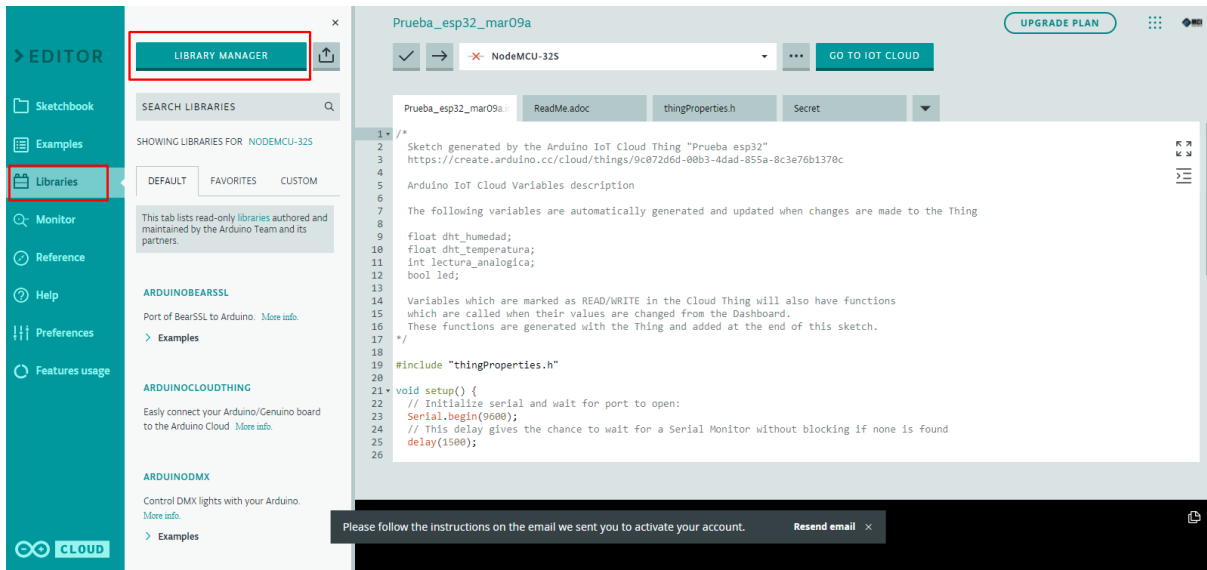 >EDITOR
Sketchbook
Examples
Libraries
Monitor
Reference
Help
Preferences
Features usage
CLOUD
×
LIBRARY MANAGER
SEARCH LIBRARIES
SHOWING LIBRARIES FOR NODEMCU-32S
DEFAULT FAVORITES CUSTOM
This tab lists read-only libraries authored and
maintained by the Arduino Team and its
partners.
ARDUINOBEARSSL
Port of BearSSL to Arduino. More info.
> Examples
ARDUINOCLOUDTHING
Easly connect your Arduino/Genuino board
to the Arduino Cloud More info.
ARDUINODMX
Control DMX lights with your Arduino.
More info.
> Examples
Prueba_esp32_mar09a
UPGRADE PLAN
MCI
NodeMCU-32S
GO TO IOT CLOUD
Prueba_esp32_mar09a.i ReadMe.adoc thingProperties.h Secret
1 /*
2 Sketch generated by the Arduino IoT Cloud Thing "Prueba esp32"
3 https://create.arduino.cc/cloud/things/9c072d6d-00b3-4dad-855a-8c3e76b1370c
4
5 Arduino IoT Cloud Variables description
6
7 The following variables are automatically generated and updated when changes are made to the Thing
8
9 float dht_humedad;
10 float dht_temperatura;
11 int lectura_analogica;
12 bool led;
13
14 Variables which are marked as READ/WRITE in the Cloud Thing will also have functions
15 which are called when their values are changed from the Dashboard.
16 These functions are generated with the Thing and added at the end of this sketch.
17 */
18
19 #include "thingProperties.h"
20
21 void setup() {
22 // Initialize serial and wait for port to open:
23 Serial.begin(9600);
24 // This delay gives the chance to wait for a Serial Monitor without blocking if none is found
25 delay(1500);
26
Please follow the instructions on the email we sent you to activate your account. Resend email ×